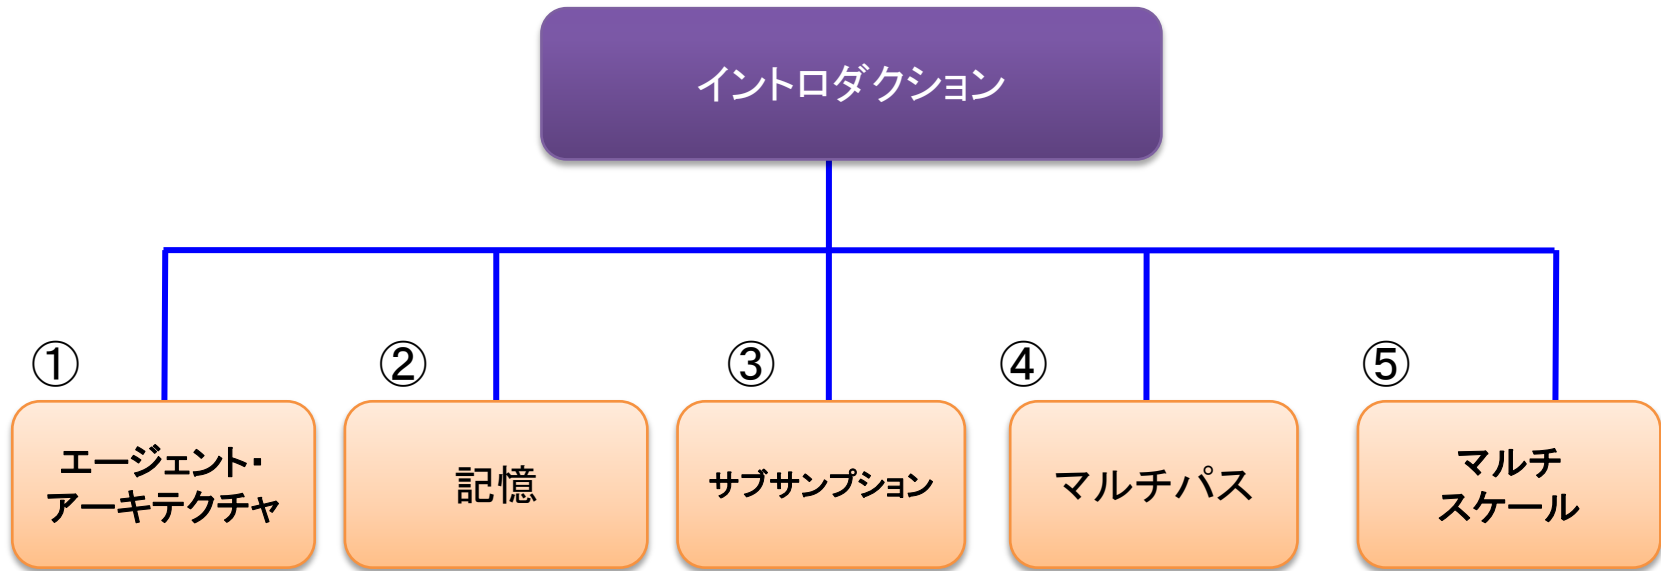 イントロダクション
①
②
③
④
⑤
エージェント・
アーキテクチャ
記憶
サブサンプション
マルチパス
マルチ
スケール